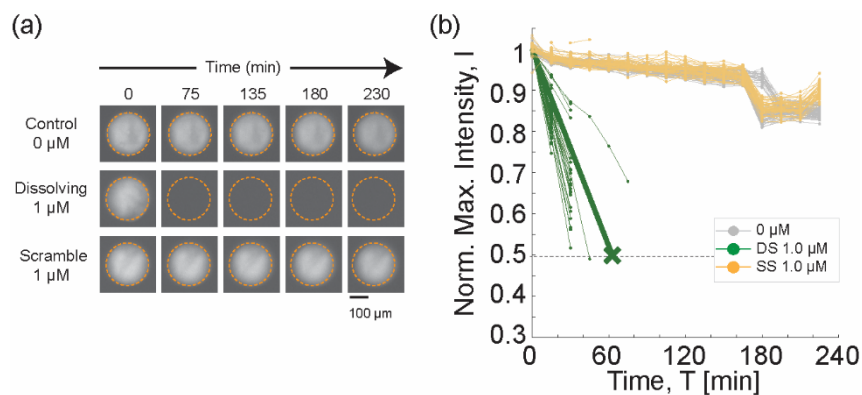 (a)
Time (min)
0 75 135 180 230
Control
0 µM
Dissolving
1 µM
Scramble
1 µM
100 µm
(b)
Norm. Max. Intensity, I
1
0.9
0.8
0.7
0.6
0.5
0.4
0.3
0 60 120 180 240
Time, T [min]
0 µM
DS 1.0 µM
SS 1.0 µM